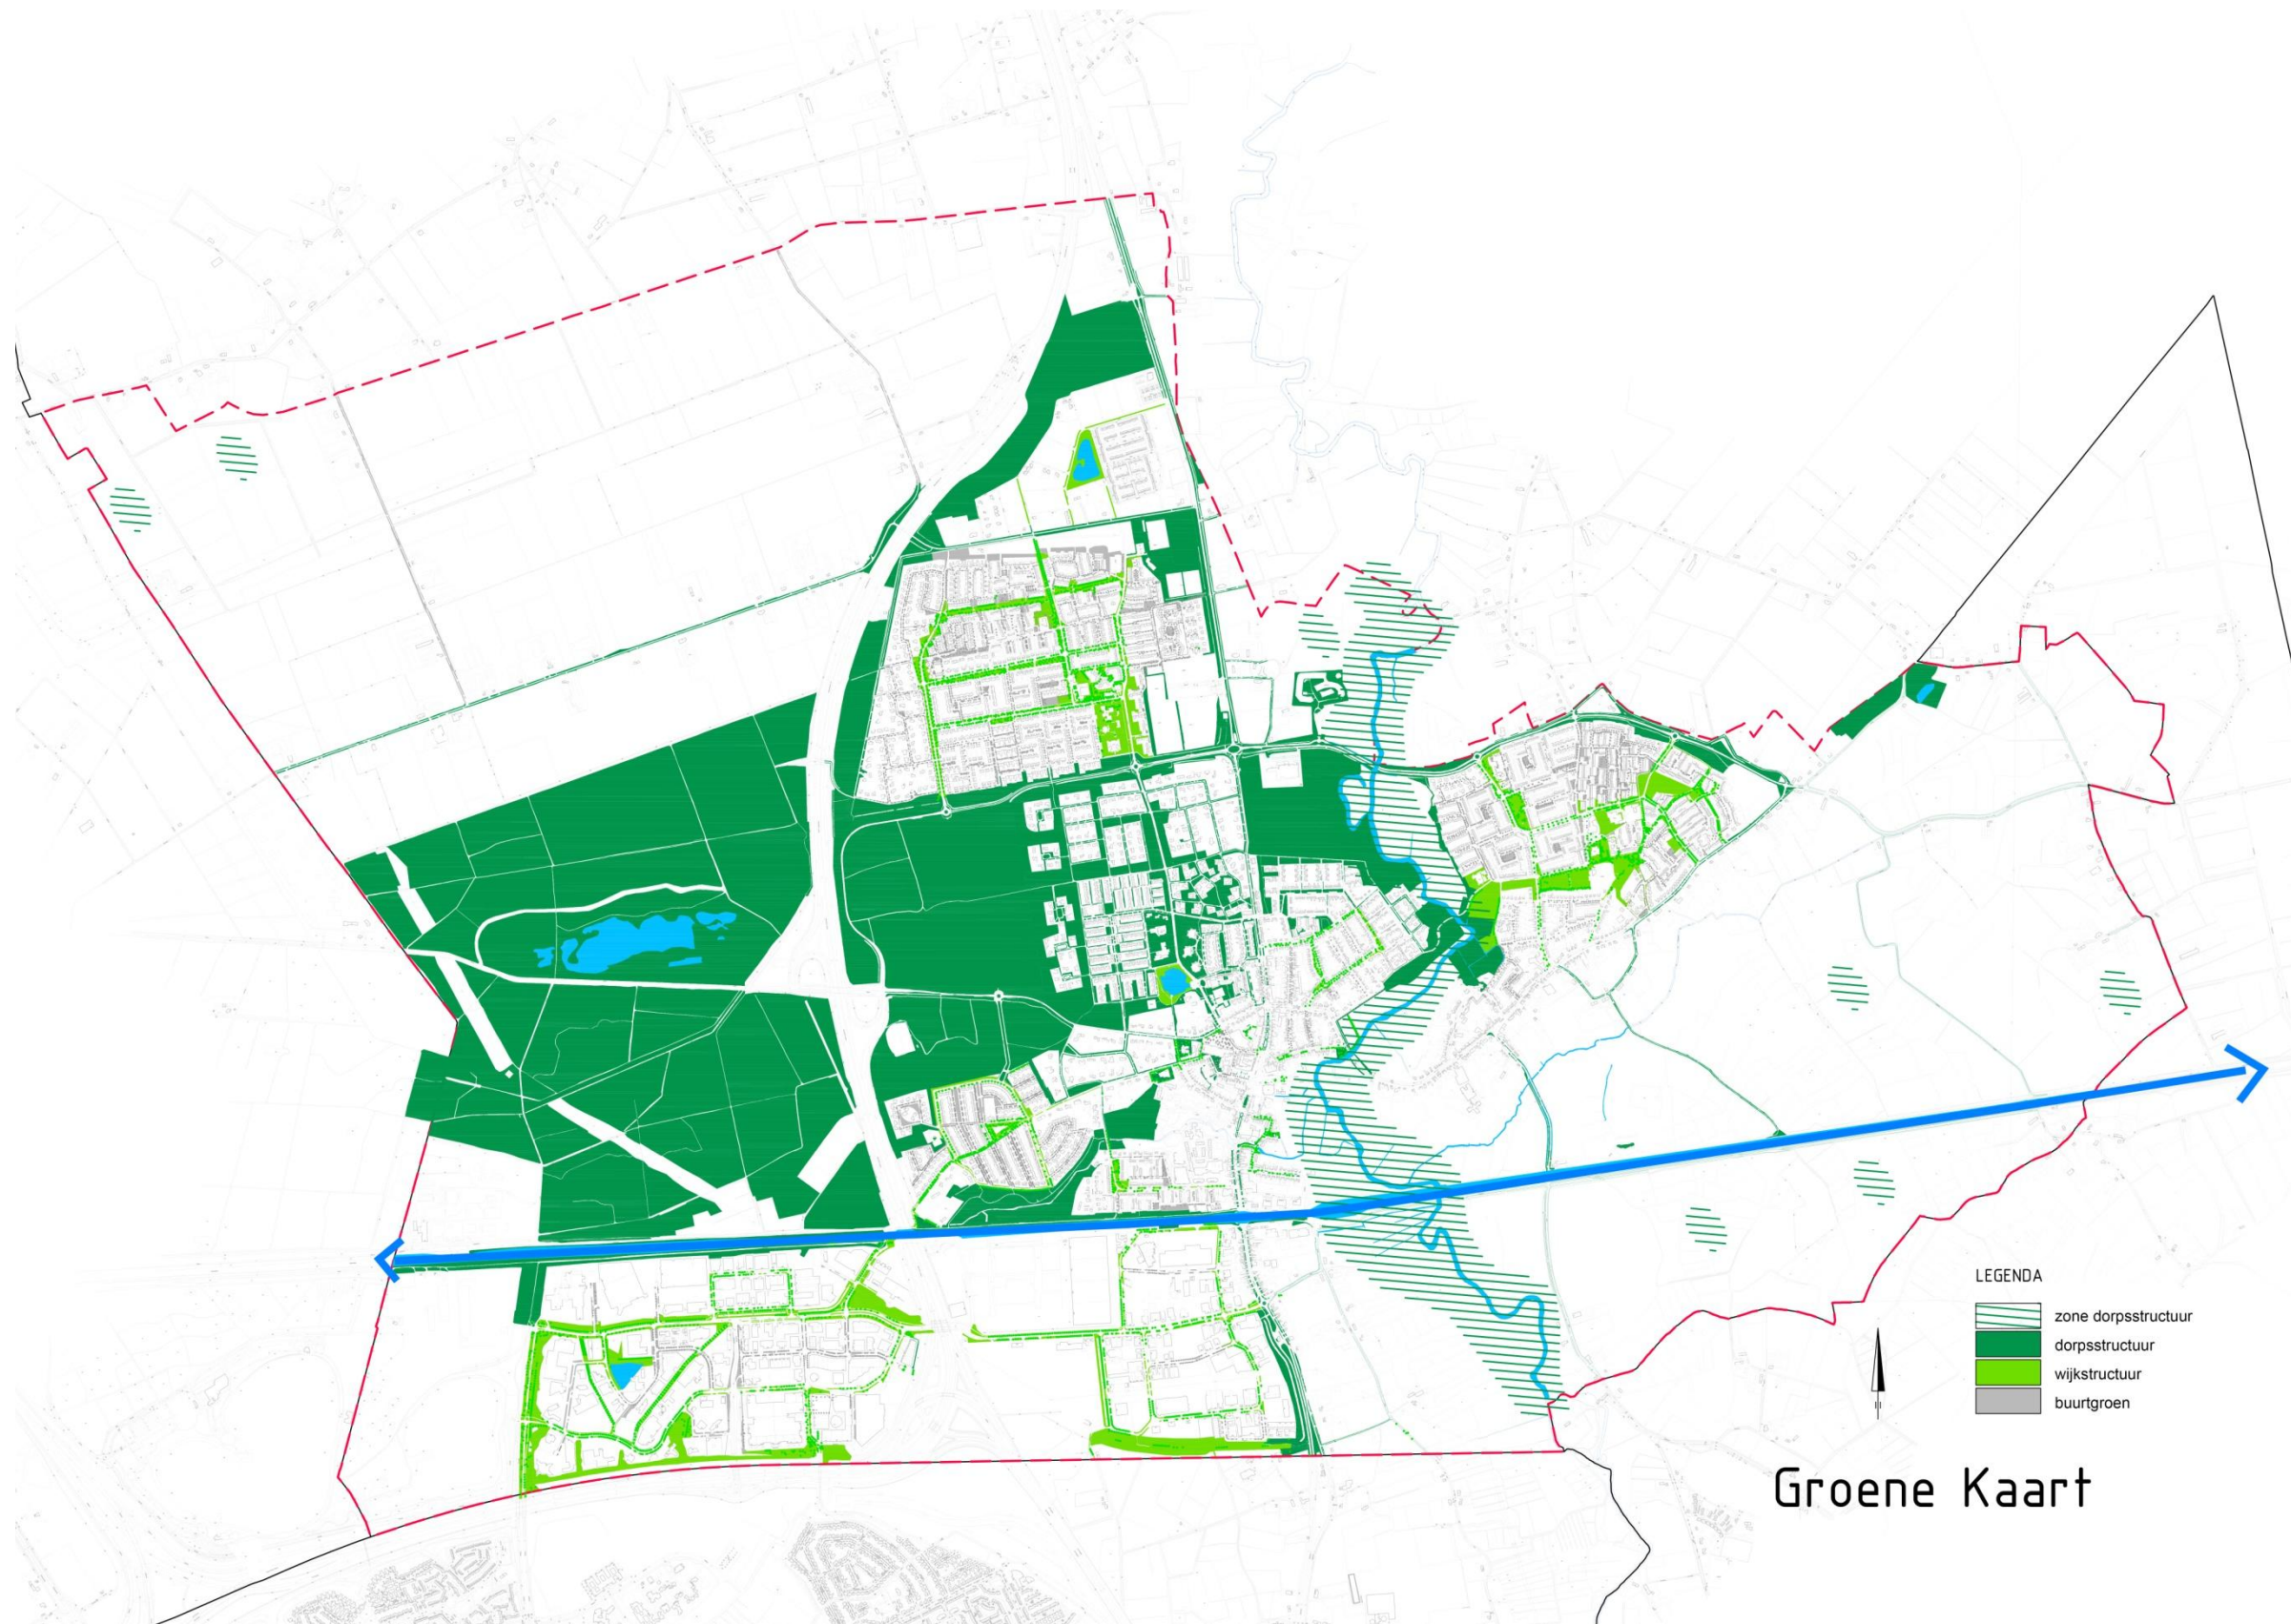 LEGENDA
zone dorpsstructuur
dorpsstructuur
wijkstructuur
buurtgroen
Groene Kaart